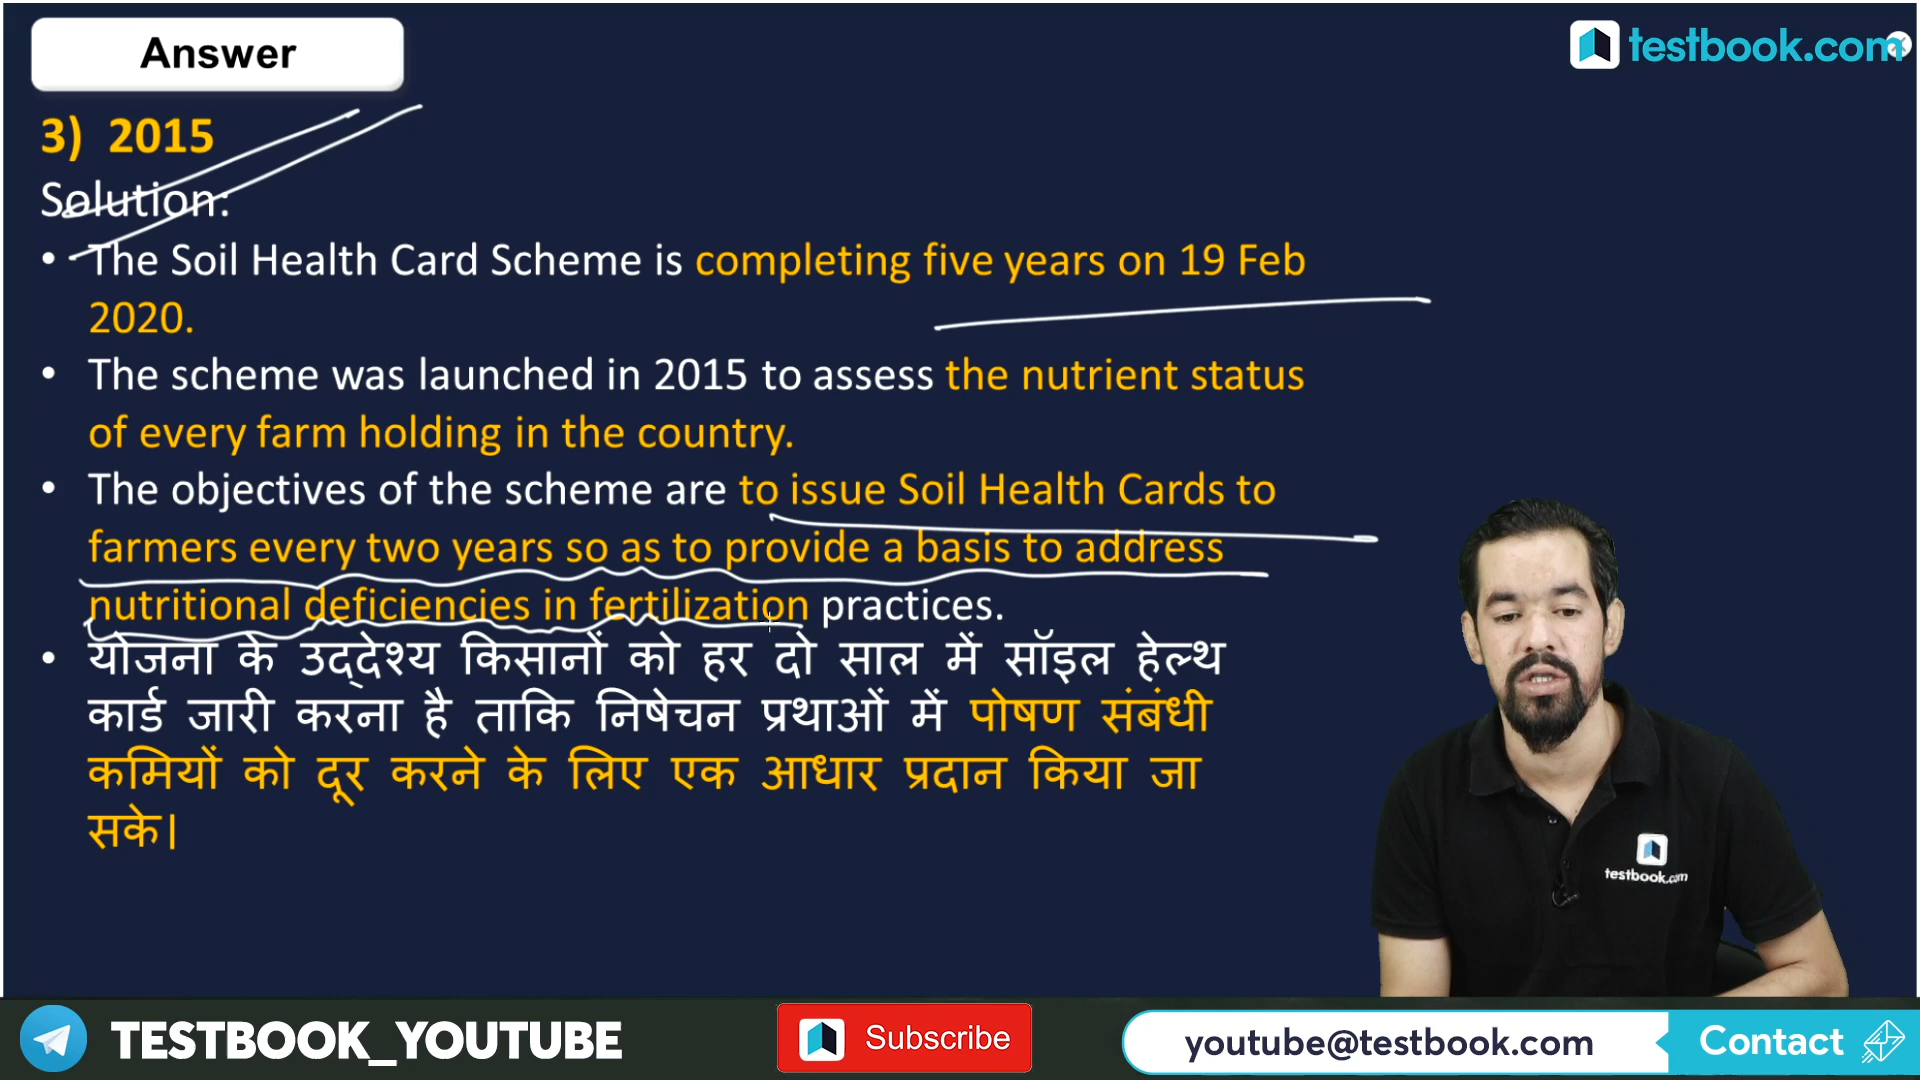 Answer
testbook.com
3) 2015
Solution:
• The Soil Health Card Scheme is completing five years on 19 Feb
2020.
• The scheme was launched in 2015 to assess the nutrient status
of every farm holding in the country.
• The objectives of the scheme are to issue Soil Health Cards to
farmers every two years so as to provide a basis to address
nutritional deficiencies in fertilization practices.
• योजना के उद्देश्य किसानों को हर दो साल में सॉइल हेल्थ
कार्ड जारी करना है ताकि निषेचन प्रथाओं में पोषण संबंधी
कमियों को दूर करने के लिए एक आधार प्रदान किया जा
सके।
testbook.com
TESTBOOK_YOUTUBE
Subscribe
youtube@testbook.com
Contact